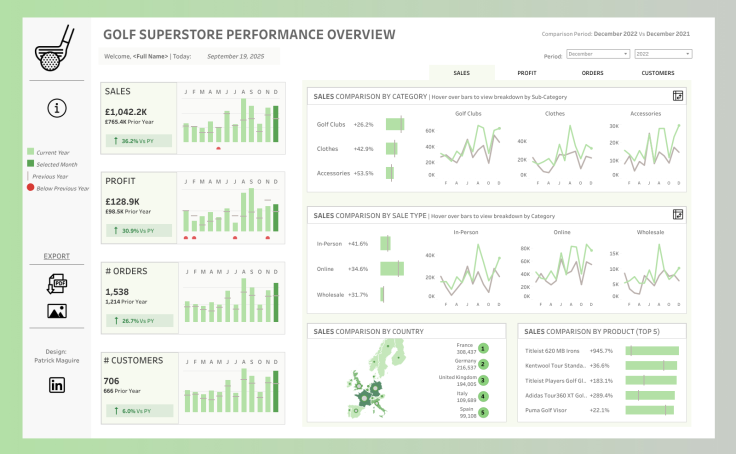 GOLF SUPERSTORE PERFORMANCE OVERVIEW
Comparison Period: December 2022 Vs December 2021
Welcome, <Full Name> | Today: September 19, 2025
Period: December 2022
SALES PROFIT ORDERS CUSTOMERS
Current Year
Selected Month
Previous Year
Below Previous Year
EXPORT
PDF
Design:
Patrick Maguire
in
SALES
J F M A M J J A S O N D
£1,042.2K
£765.4K Prior Year
↑ 36.2% Vs PY
PROFIT
J F M A M J J A S O N D
£128.9K
£98.5K Prior Year
↑ 30.9% Vs PY
# ORDERS
J F M A M J J A S O N D
1,538
1,214 Prior Year
↑ 26.7% Vs PY
# CUSTOMERS
J F M A M J J A S O N D
706
666 Prior Year
↑ 6.0% Vs PY
SALES COMPARISON BY CATEGORY | Hover over bars to view breakdown by Sub-Category
Golf Clubs +26.2%
Clothes +42.9%
Accessories +53.5%
Golf Clubs
60K
40K
20K
0K
F A J A O D
Clothes
40K
20K
0K
F A J A O D
Accessories
30K
20K
10K
0K
F A J A O D
SALES COMPARISON BY SALE TYPE | Hover over bars to view breakdown by Category
In-Person +41.6%
Online +34.6%
Wholesale +31.7%
In-Person
40K
20K
0K
F A J A O D
Online
80K
60K
40K
20K
0K
F A J A O D
Wholesale
15K
10K
5K
0K
F A J A O D
SALES COMPARISON BY COUNTRY
France
308,437
1
Germany
216,537
2
United Kingdom
194,005
3
Italy
109,689
4
Spain
99,108
5
SALES COMPARISON BY PRODUCT (TOP 5)
Titleist 620 MB Irons +945.7%
Kentwool Tour Standa.. +36.6%
Titleist Players Golf Gl.. +183.1%
Adidas Tour360 XT Gol.. +289.4%
Puma Golf Visor +22.1%